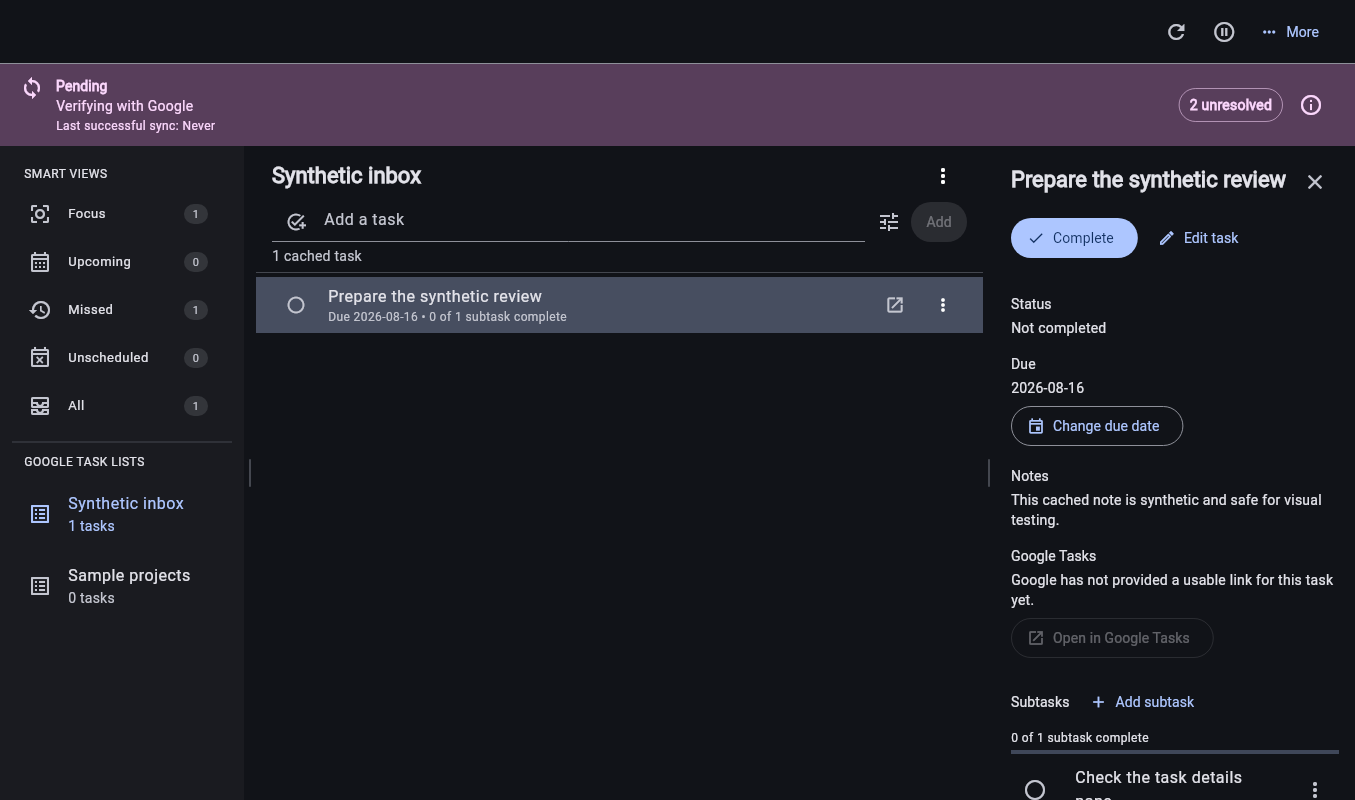 More
Pending
Verifying with Google
Last successful sync: Never
2 unresolved
SMART VIEWS
Focus 1
Upcoming 0
Missed 1
Unscheduled 0
All 1
GOOGLE TASK LISTS
Synthetic inbox
1 tasks
Sample projects
0 tasks
Synthetic inbox
Add a task
Add
1 cached task
Prepare the synthetic review
Due 2026-08-16 • 0 of 1 subtask complete
Prepare the synthetic review
Complete
Edit task
Status
Not completed
Due
2026-08-16
Change due date
Notes
This cached note is synthetic and safe for visual
testing.
Google Tasks
Google has not provided a usable link for this task
yet.
Open in Google Tasks
Subtasks
Add subtask
0 of 1 subtask complete
Check the task details